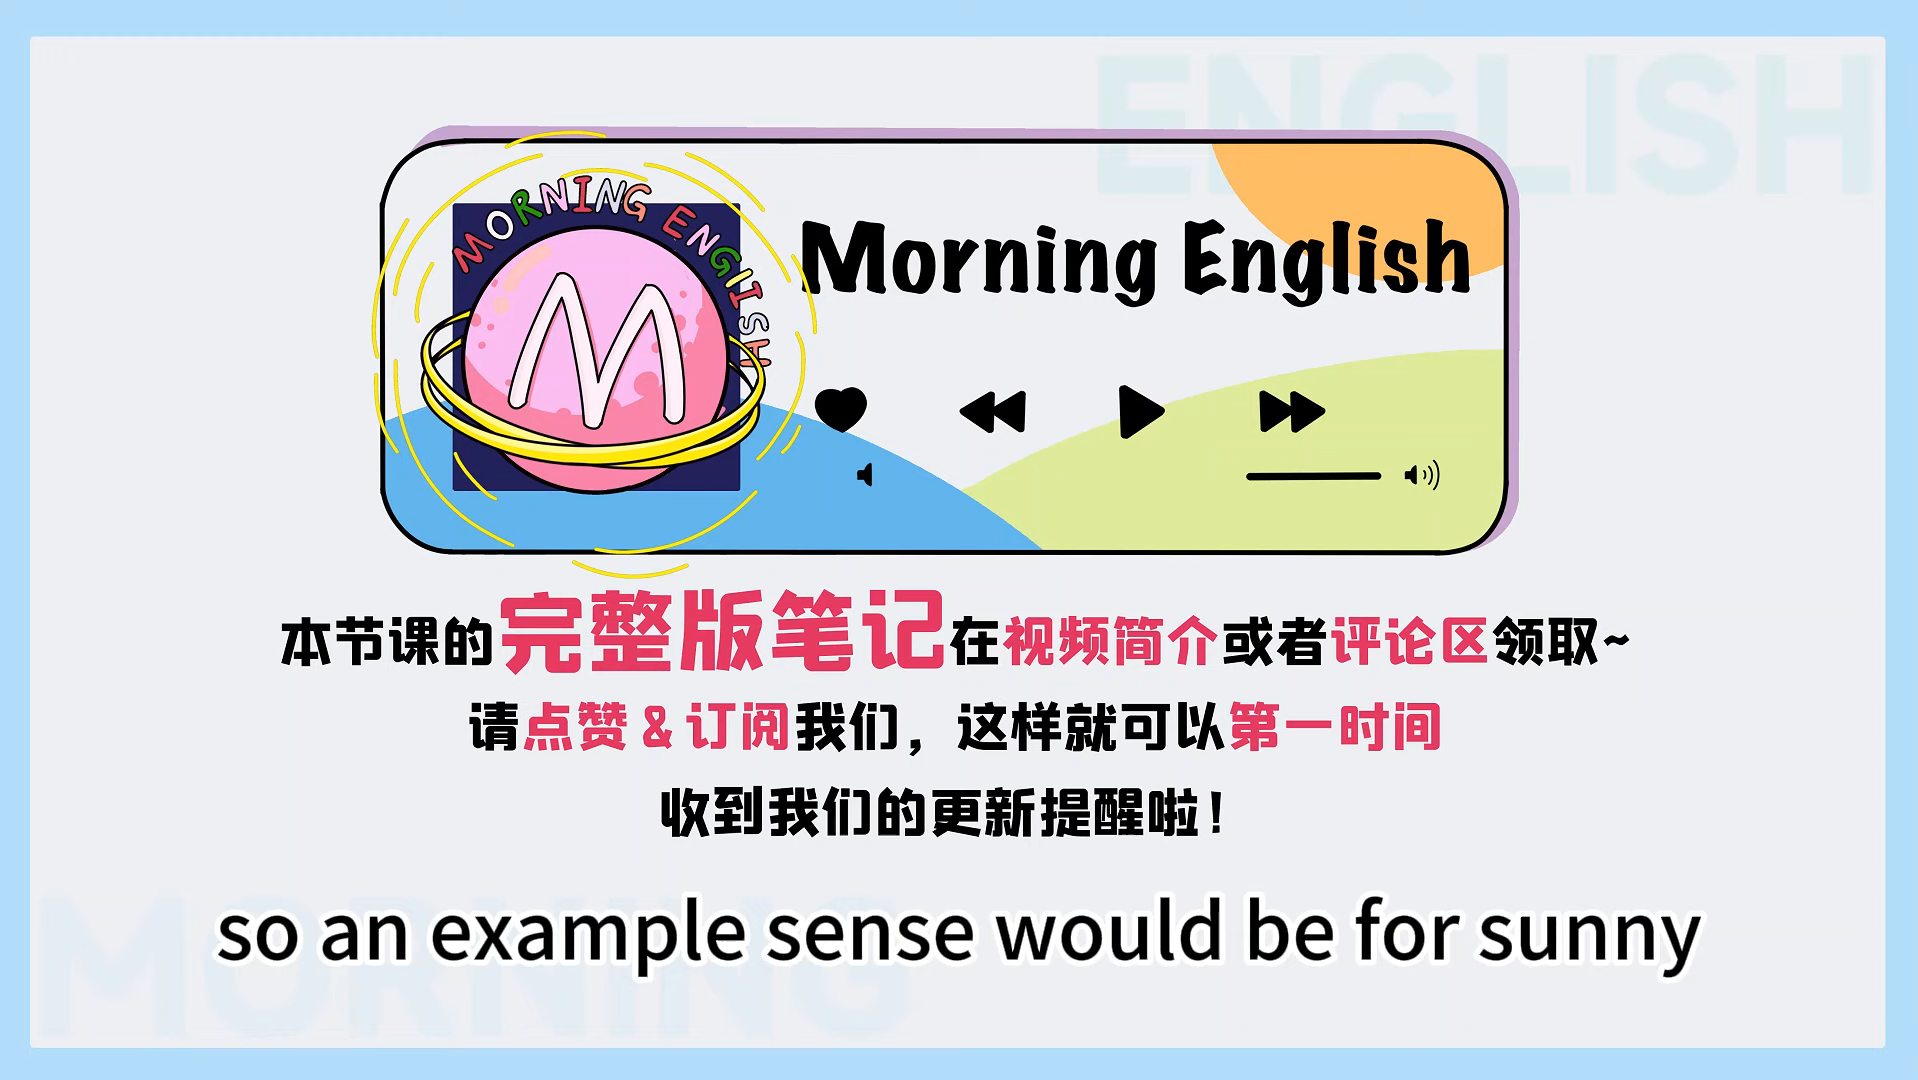 ENGLISH
MORNING ENGLISH
M
Morning English
本节课的完整版笔记在视频简介或者评论区领取~
请点赞&订阅我们，这样就可以第一时间
收到我们的更新提醒啦！
MORNING
so an example sense would be for sunny